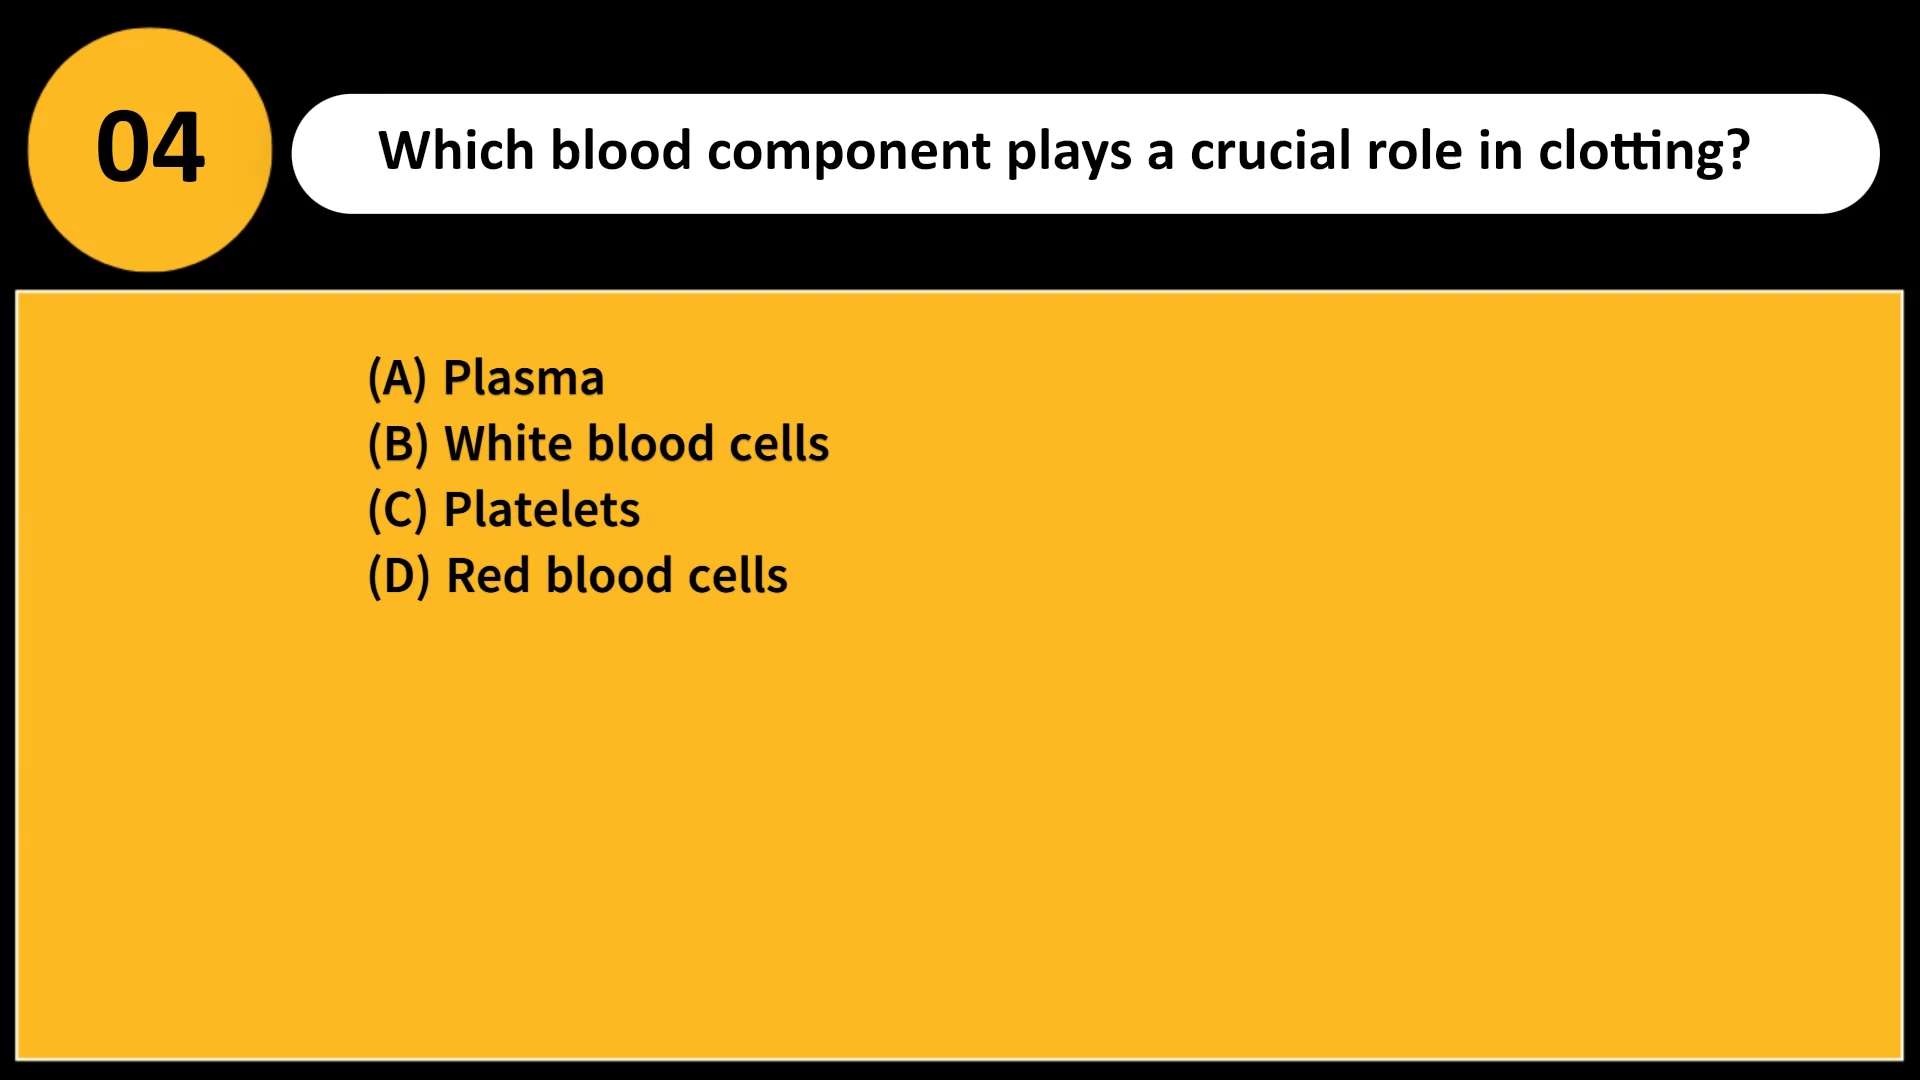 04
Which blood component plays a crucial role in clotting?
(A) Plasma
(B) White blood cells
(C) Platelets
(D) Red blood cells